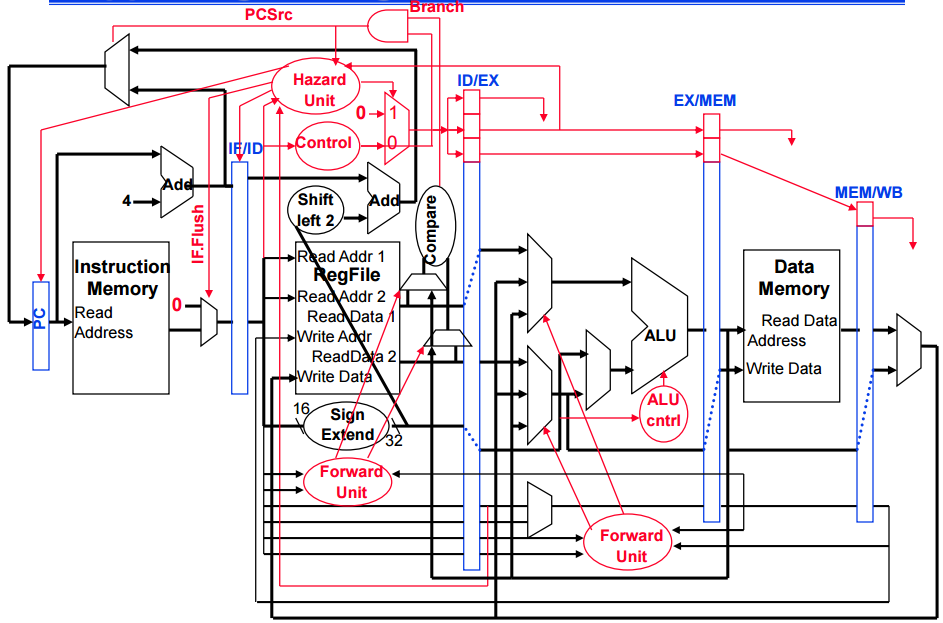 PCSrc
Branch
Hazard
Unit
ID/EX
EX/MEM
0
1
Control
0
IF/ID
MEM/WB
Add
4
Shift
left 2
Add
Compare
IF.Flush
Instruction
Memory
Read
Address
PC
0
Read Addr 1
RegFile
Read Addr 2
Read Data 1
Write Addr
ReadData 2
Write Data
ALU
Data
Memory
Read Data
Address
Write Data
16
Sign
Extend
32
ALU
cntrl
Forward
Unit
Forward
Unit